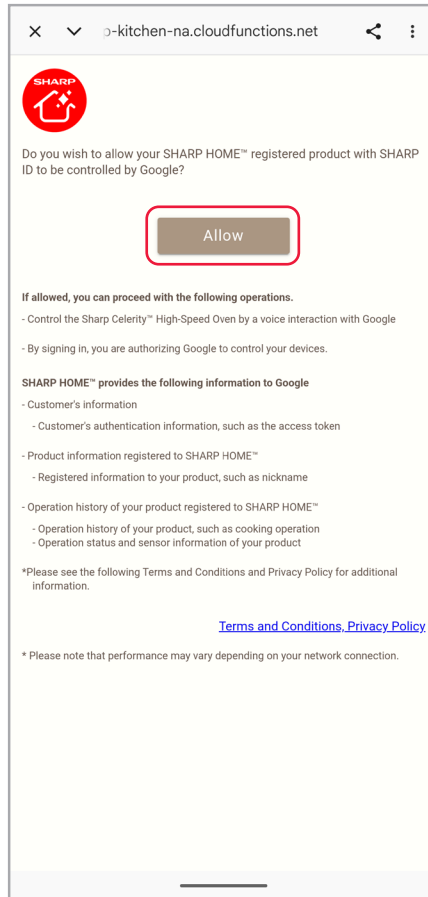 ɔ-kitchen-na.cloudfunctions.net
SHARP
Do you wish to allow your SHARP HOME™ registered product with SHARP
ID to be controlled by Google?
Allow
If allowed, you can proceed with the following operations.
- Control the Sharp Celerity™ High-Speed Oven by a voice interaction with Google
- By signing in, you are authorizing Google to control your devices.
SHARP HOME™ provides the following information to Google
- Customer's information
- Customer's authentication information, such as the access token
- Product information registered to SHARP HOME™
- Registered information to your product, such as nickname
- Operation history of your product registered to SHARP HOME™
- Operation history of your product, such as cooking operation
- Operation status and sensor information of your product
*Please see the following Terms and Conditions and Privacy Policy for additional
information.
Terms and Conditions, Privacy Policy
* Please note that performance may vary depending on your network connection.